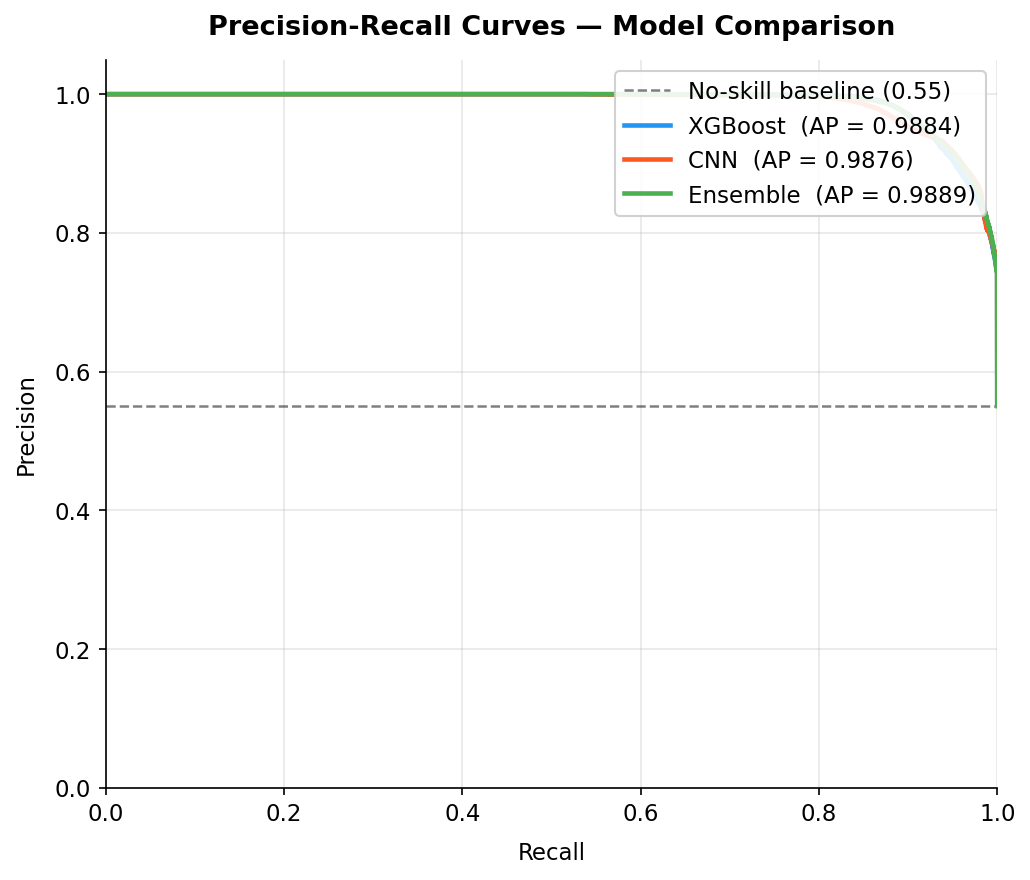 Precision-Recall Curves — Model Comparison
No-skill baseline (0.55)
XGBoost (AP = 0.9884)
CNN (AP = 0.9876)
Ensemble (AP = 0.9889)
Precision
1.0
0.8
0.6
0.4
0.2
0.0
0.0 0.2 0.4 0.6 0.8 1.0
Recall